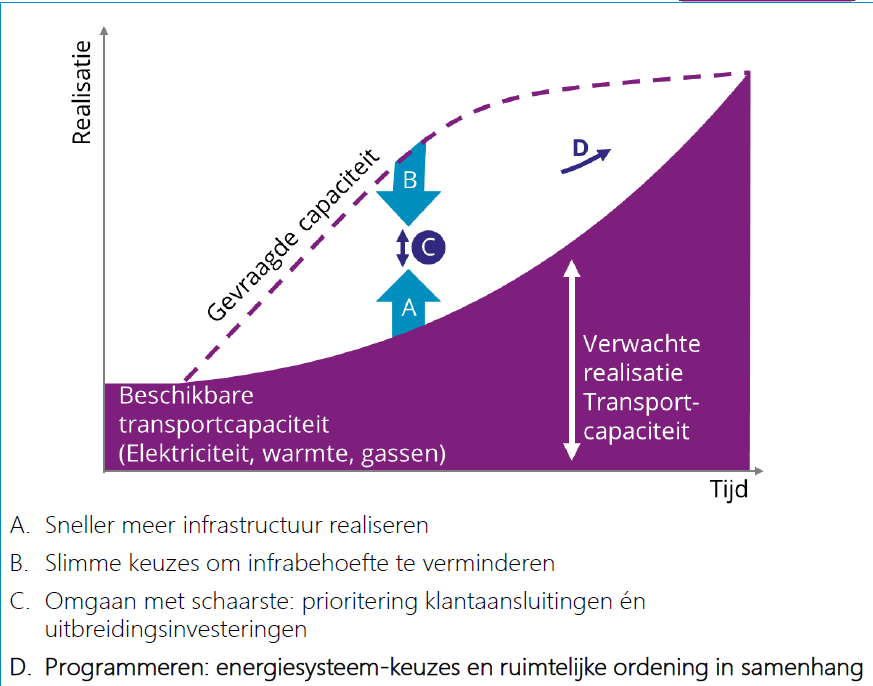 Realisatie
Gevraagde capaciteit
B
D
C
A
Verwachte
realisatie
Transport-
capaciteit
Beschikbare
transportcapaciteit
(Elektriciteit, warmte, gassen)
Tijd
A. Sneller meer infrastructuur realiseren
B. Slimme keuzes om infrabehoefte te verminderen
C. Omgaan met schaarste: prioritering klantaansluitingen én
uitbreidingsinvesteringen
D. Programmeren: energiesysteem-keuzes en ruimtelijke ordening in samenhang